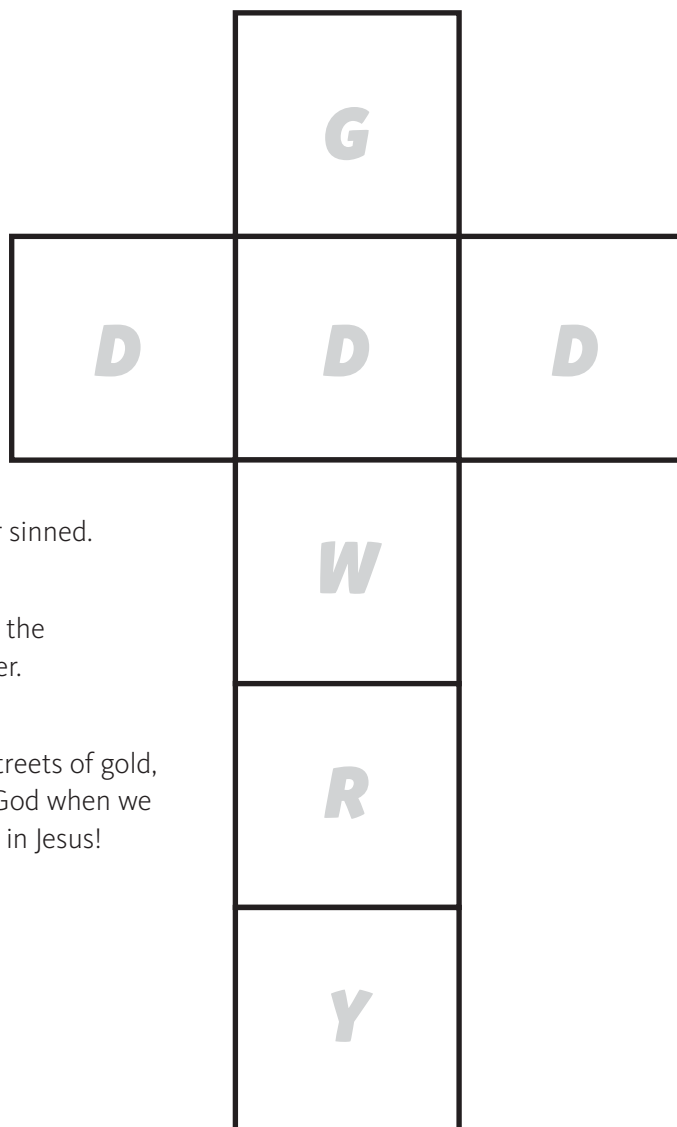 G
D D D
r sinned.
W
the
er.
treets of gold,
God when we
in Jesus!
R
Y